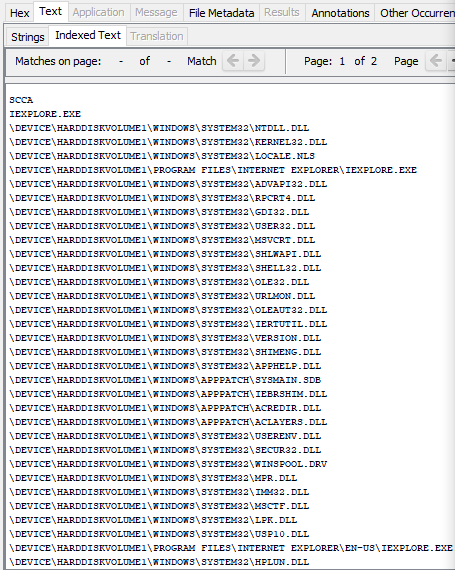 Hex Text Application Message File Metadata Results Annotations Other Occurren
Strings Indexed Text Translation
Matches on page: - of - Match Page: 1 of 2 Page
SCCA
IEXPLORE.EXE
\DEVICE\HARDDISKVOLUME1\WINDOWS\SYSTEM32\NTDLL.DLL
\DEVICE\HARDDISKVOLUME1\WINDOWS\SYSTEM32\KERNEL32.DLL
\DEVICE\HARDDISKVOLUME1\WINDOWS\SYSTEM32\LOCALE.NLS
\DEVICE\HARDDISKVOLUME1\PROGRAM FILES\INTERNET EXPLORER\IEXPLORE.EXE
\DEVICE\HARDDISKVOLUME1\WINDOWS\SYSTEM32\ADVAPI32.DLL
\DEVICE\HARDDISKVOLUME1\WINDOWS\SYSTEM32\RPCRT4.DLL
\DEVICE\HARDDISKVOLUME1\WINDOWS\SYSTEM32\GDI32.DLL
\DEVICE\HARDDISKVOLUME1\WINDOWS\SYSTEM32\USER32.DLL
\DEVICE\HARDDISKVOLUME1\WINDOWS\SYSTEM32\MSVCRT.DLL
\DEVICE\HARDDISKVOLUME1\WINDOWS\SYSTEM32\SHLWAPI.DLL
\DEVICE\HARDDISKVOLUME1\WINDOWS\SYSTEM32\SHELL32.DLL
\DEVICE\HARDDISKVOLUME1\WINDOWS\SYSTEM32\OLE32.DLL
\DEVICE\HARDDISKVOLUME1\WINDOWS\SYSTEM32\URLMON.DLL
\DEVICE\HARDDISKVOLUME1\WINDOWS\SYSTEM32\OLEAUT32.DLL
\DEVICE\HARDDISKVOLUME1\WINDOWS\SYSTEM32\IERTUTIL.DLL
\DEVICE\HARDDISKVOLUME1\WINDOWS\SYSTEM32\VERSION.DLL
\DEVICE\HARDDISKVOLUME1\WINDOWS\SYSTEM32\SHIMENG.DLL
\DEVICE\HARDDISKVOLUME1\WINDOWS\SYSTEM32\APPHELP.DLL
\DEVICE\HARDDISKVOLUME1\WINDOWS\APPPATCH\SYSMAIN.SDB
\DEVICE\HARDDISKVOLUME1\WINDOWS\APPPATCH\IEBRSHIM.DLL
\DEVICE\HARDDISKVOLUME1\WINDOWS\APPPATCH\ACREDIR.DLL
\DEVICE\HARDDISKVOLUME1\WINDOWS\APPPATCH\ACLAYERS.DLL
\DEVICE\HARDDISKVOLUME1\WINDOWS\SYSTEM32\USERENV.DLL
\DEVICE\HARDDISKVOLUME1\WINDOWS\SYSTEM32\SECUR32.DLL
\DEVICE\HARDDISKVOLUME1\WINDOWS\SYSTEM32\WINSPOOL.DRV
\DEVICE\HARDDISKVOLUME1\WINDOWS\SYSTEM32\MPR.DLL
\DEVICE\HARDDISKVOLUME1\WINDOWS\SYSTEM32\IMM32.DLL
\DEVICE\HARDDISKVOLUME1\WINDOWS\SYSTEM32\MSCTF.DLL
\DEVICE\HARDDISKVOLUME1\WINDOWS\SYSTEM32\LPK.DLL
\DEVICE\HARDDISKVOLUME1\WINDOWS\SYSTEM32\USP10.DLL
\DEVICE\HARDDISKVOLUME1\PROGRAM FILES\INTERNET EXPLORER\EN-US\IEXPLORE.EXE
\DEVICE\HARDDISKVOLUME1\WINDOWS\SYSTEM32\HPLUN.DLL